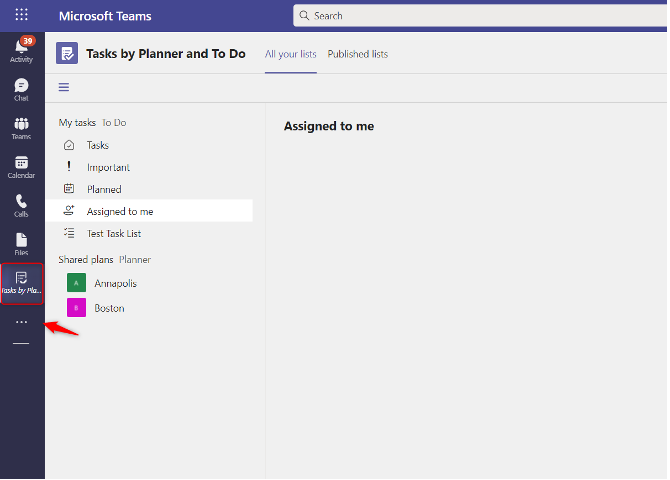 Microsoft Teams
Search
39
Activity
Chat
Teams
Calendar
Calls
Files
Tasks by Pla...
...
Tasks by Planner and To Do
All your lists
Published lists
My tasks To Do
Tasks
Important
Planned
Assigned to me
Test Task List
Shared plans Planner
A
Annapolis
B
Boston
Assigned to me